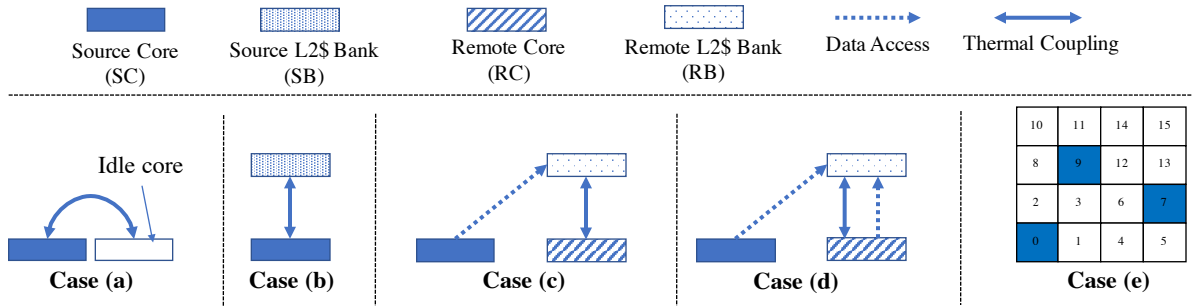 Source Core
(SC)
Source L2$ Bank
(SB)
Remote Core
(RC)
Remote L2$ Bank
(RB)
Data Access
Thermal Coupling
Idle core
Case (a)
Case (b)
Case (c)
Case (d)
10 11 14 15
8 9 12 13
2 3 6 7
0 1 4 5
Case (e)